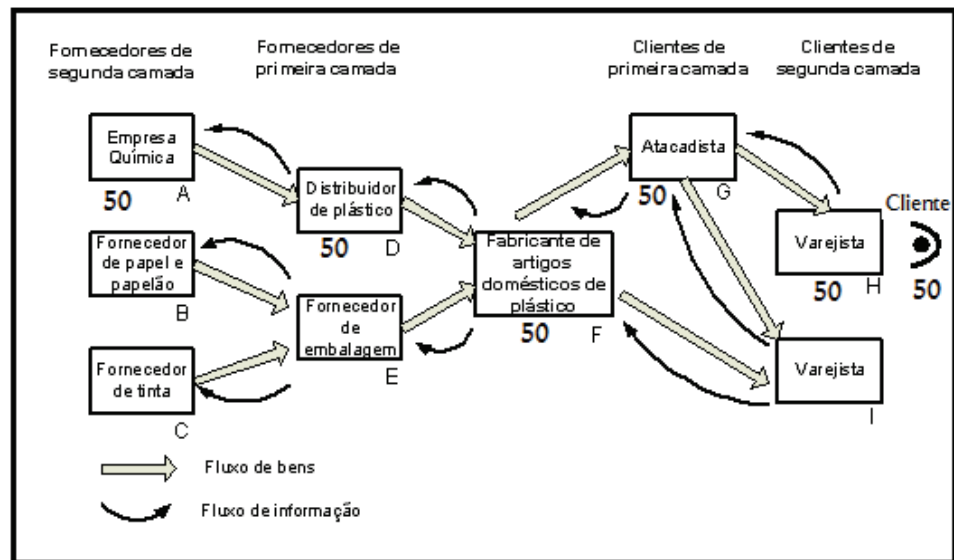 Fornecedores de
segunda camada
Fornecedores de
primeira camada
Clientes de
primeira camada
Clientes de
segunda camada
Empresa
Química
A
50
Distribuidor
de plástico
D
50
Fornecedor
de papel e
papelão
B
Fornecedor
de
embalagem
E
Fornecedor
de tinta
C
Fabricante de
artigos
domésticos de
plástico
F
50
Atacadista
G
50
Varejista
H
50
Cliente
50
Varejista
I
Fluxo de bens
Fluxo de informação